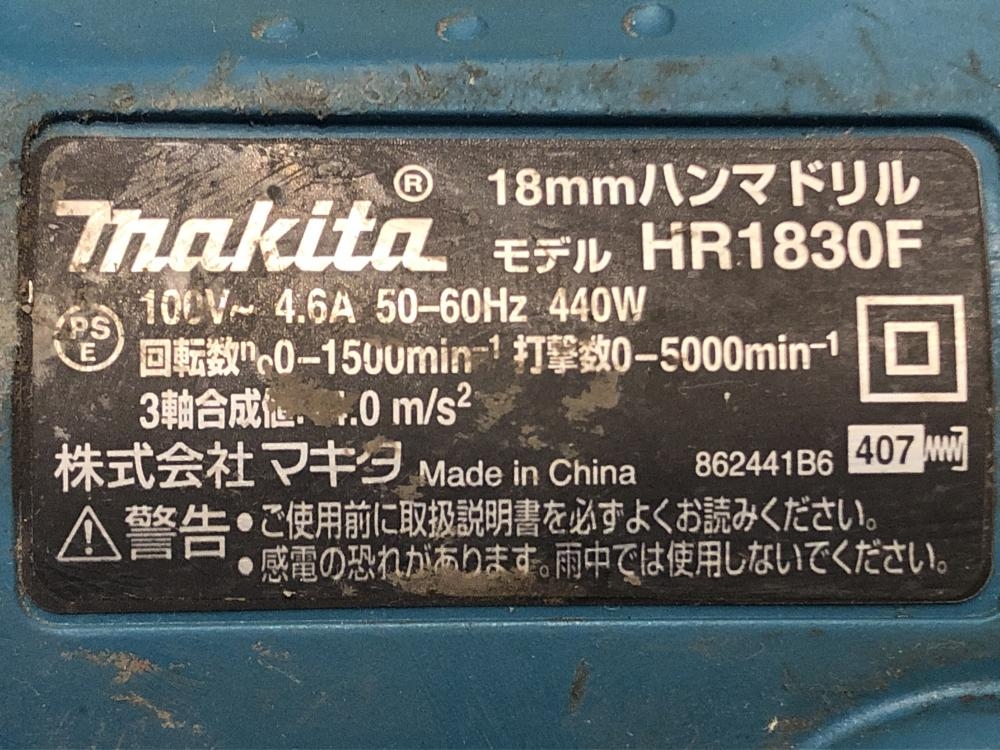 makita®
18mmハンマドリル
モデル HR1830F
PS
E
100V~ 4.6A 50-60Hz 440W
回転数n₀0-1500min⁻¹ 打撃数0-5000min⁻¹
3軸合成値: .0 m/s²
株式会社マキタ Made in China 862441B6 407
⚠警告 •ご使用前に取扱説明書を必ずよくお読みください。
•感電の恐れがあります。雨中では使用しないでください。